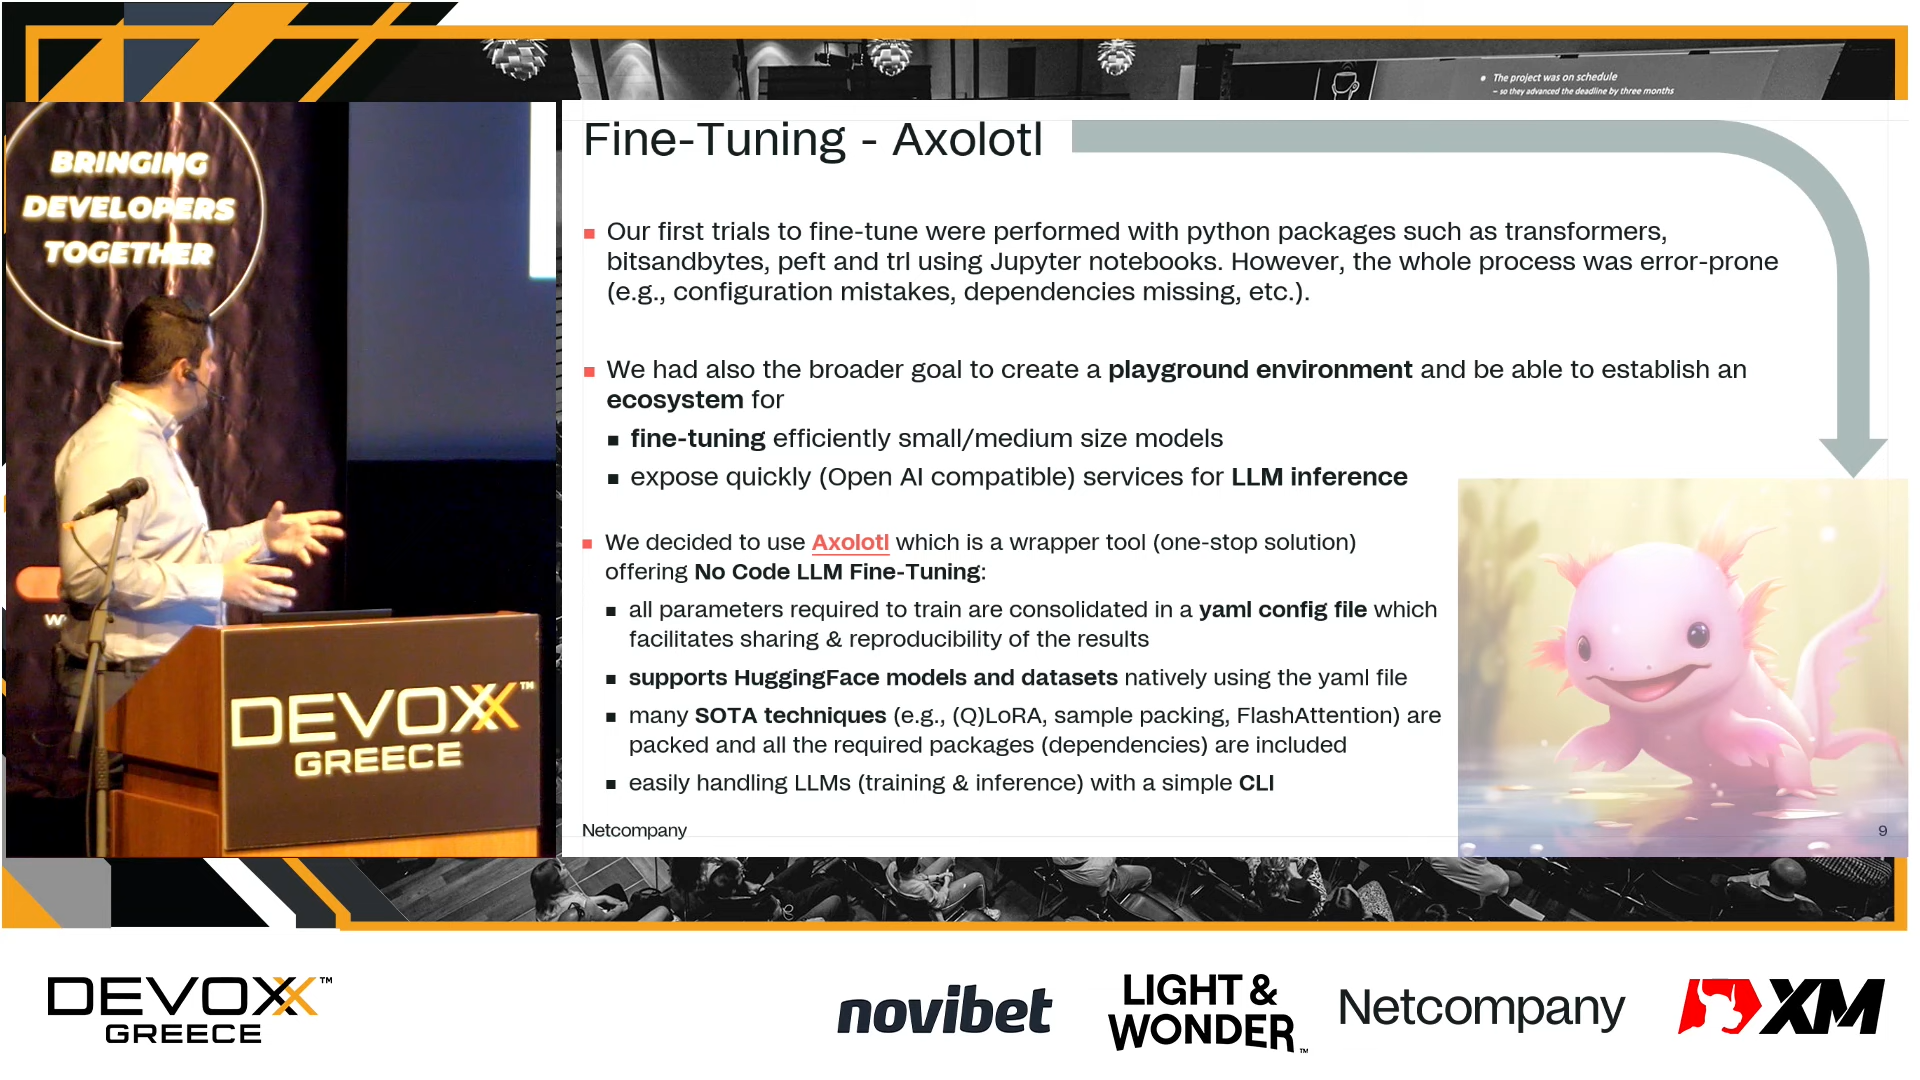 The project was on schedule
– so they advanced the deadline by three months
BRINGING
DEVELOPERS
TOGETHER
DEVOXX™
GREECE
Fine-Tuning - Axolotl
Our first trials to fine-tune were performed with python packages such as transformers,
bitsandbytes, peft and trl using Jupyter notebooks. However, the whole process was error-prone
(e.g., configuration mistakes, dependencies missing, etc.).
We had also the broader goal to create a playground environment and be able to establish an
ecosystem for
fine-tuning efficiently small/medium size models
expose quickly (Open AI compatible) services for LLM inference
We decided to use Axolotl which is a wrapper tool (one-stop solution)
offering No Code LLM Fine-Tuning:
all parameters required to train are consolidated in a yaml config file which
facilitates sharing & reproducibility of the results
supports HuggingFace models and datasets natively using the yaml file
many SOTA techniques (e.g., (Q)LoRA, sample packing, FlashAttention) are
packed and all the required packages (dependencies) are included
easily handling LLMs (training & inference) with a simple CLI
Netcompany
9
DEVOXX™
GREECE
novibet
LIGHT &
WONDER™
Netcompany
XM